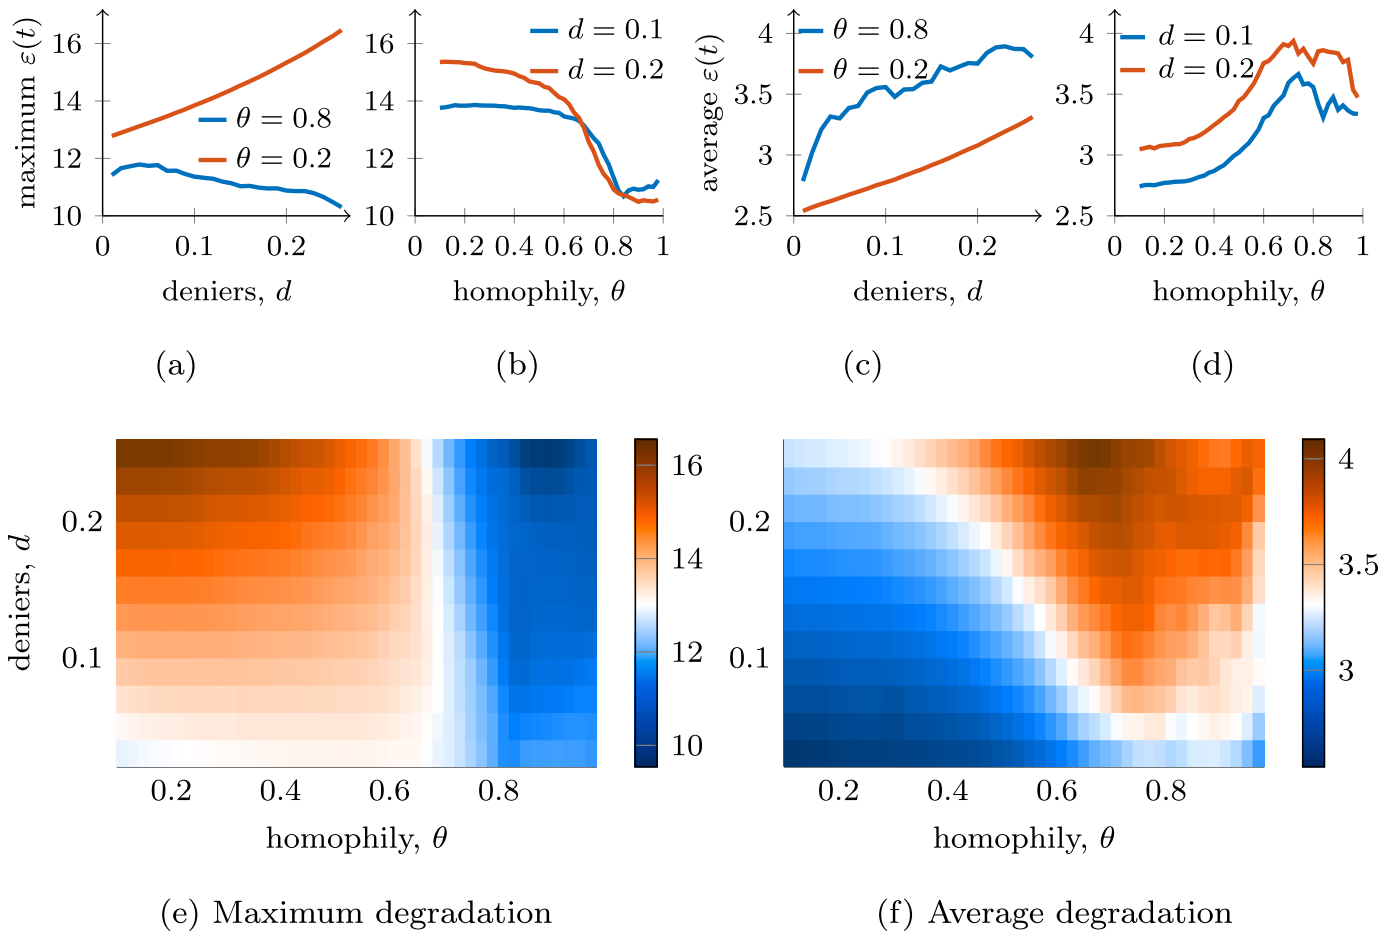 maximum ε(t)
16
14
12
10
0
0.1
0.2
θ = 0.8
θ = 0.2
deniers, d
(a)
16
14
12
10
0
0.2
0.4
0.6
0.8
1
d = 0.1
d = 0.2
homophily, θ
(b)
average ε(t)
4
3.5
3
2.5
0
0.1
0.2
θ = 0.8
θ = 0.2
deniers, d
(c)
4
3.5
3
2.5
0
0.2
0.4
0.6
0.8
1
d = 0.1
d = 0.2
homophily, θ
(d)
deniers, d
0.2
0.1
0.2
0.4
0.6
0.8
homophily, θ
16
14
12
10
(e) Maximum degradation
0.2
0.1
0.2
0.4
0.6
0.8
homophily, θ
4
3.5
3
(f) Average degradation